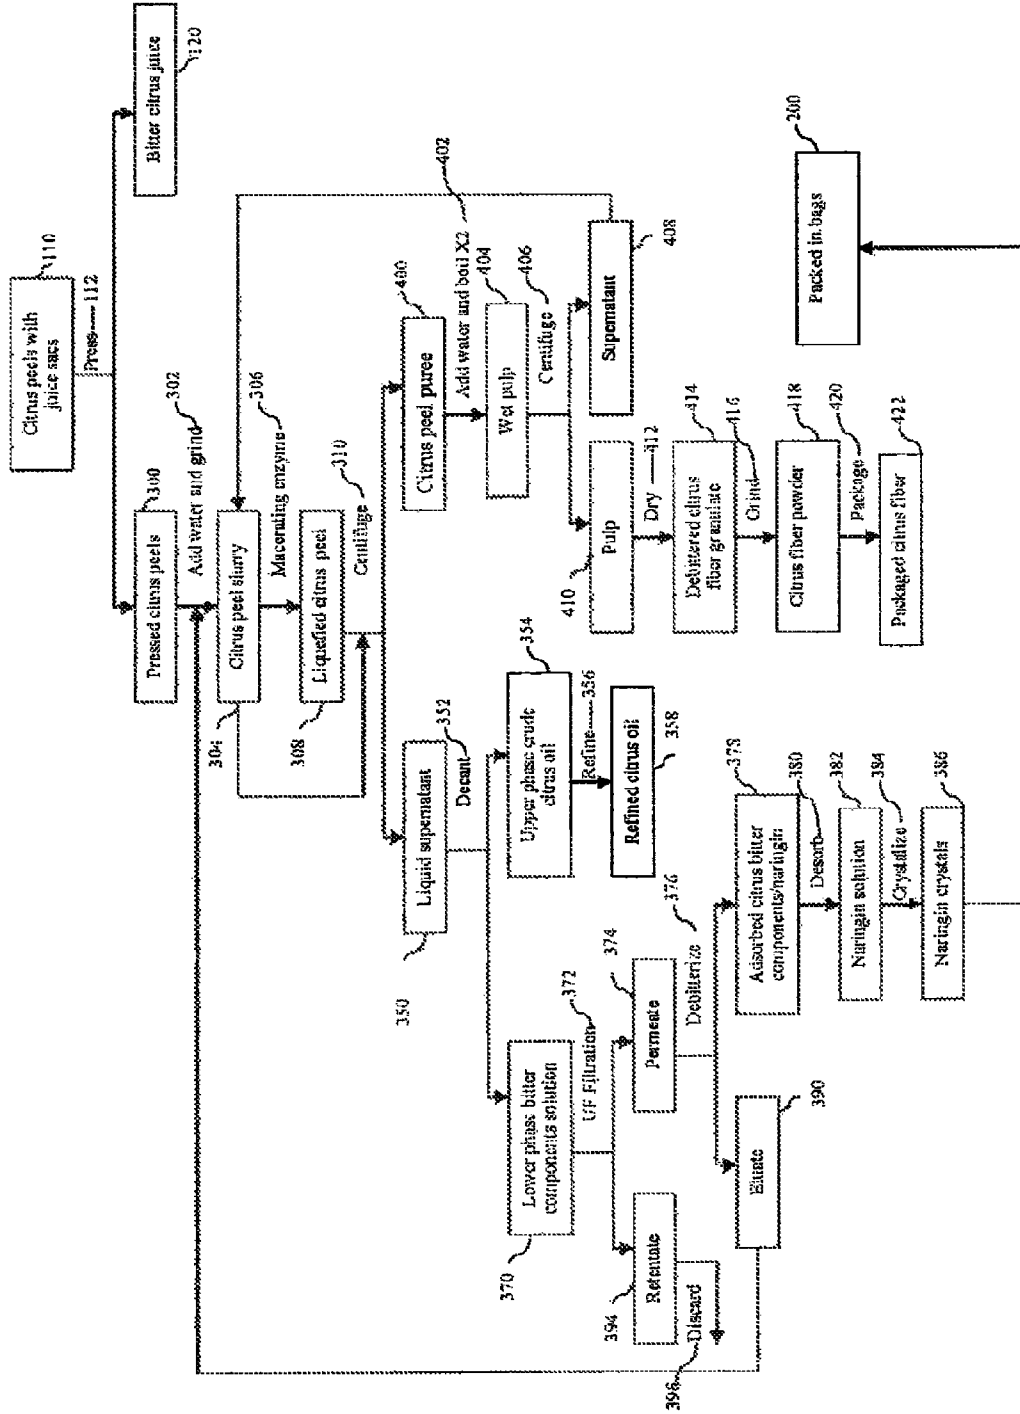 Citrus peels with
juice sacs
110
Press
112
Bitter citrus juice
120
Pressed citrus peels
300
Add water and grind
302
Citrus peel slurry
304
Macerating enzyme
306
Liquefied citrus peel
308
Centifuge
310
Liquid supernatant
350
Decant
352
Citrus peel puree
400
Add water and boil X2
402
Wet pulp
404
Centifuge
406
Supernatant
408
Pulp
410
Dry
412
Debittered citrus
fiber granulate
414
Grind
416
Citrus fiber powder
418
Package
420
Packaged citrus fiber
422
Upper phase crude
citrus oil
354
Refine
356
Refined citrus oil
358
Lower phase bitter
components solution
370
UF Filtration
372
Permeate
374
Retentate
394
Discard
396
Debitterize
376
Adsorbed citrus bitter
components/naringin
378
Desorb
380
Naringin solution
382
Crystallize
384
Naringin crystals
386
Eluate
390
Packed in bags
200